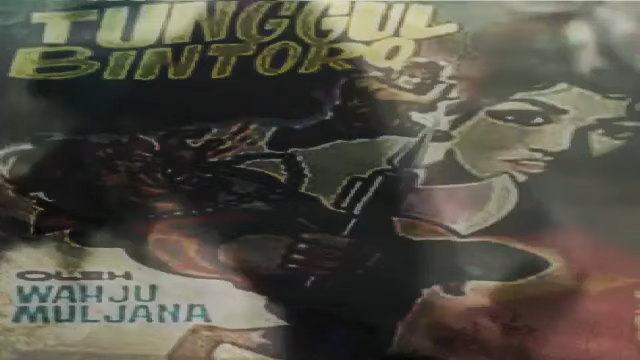 TUNGGUL
BINTORO
OLEH
WAHJU
MULJANA